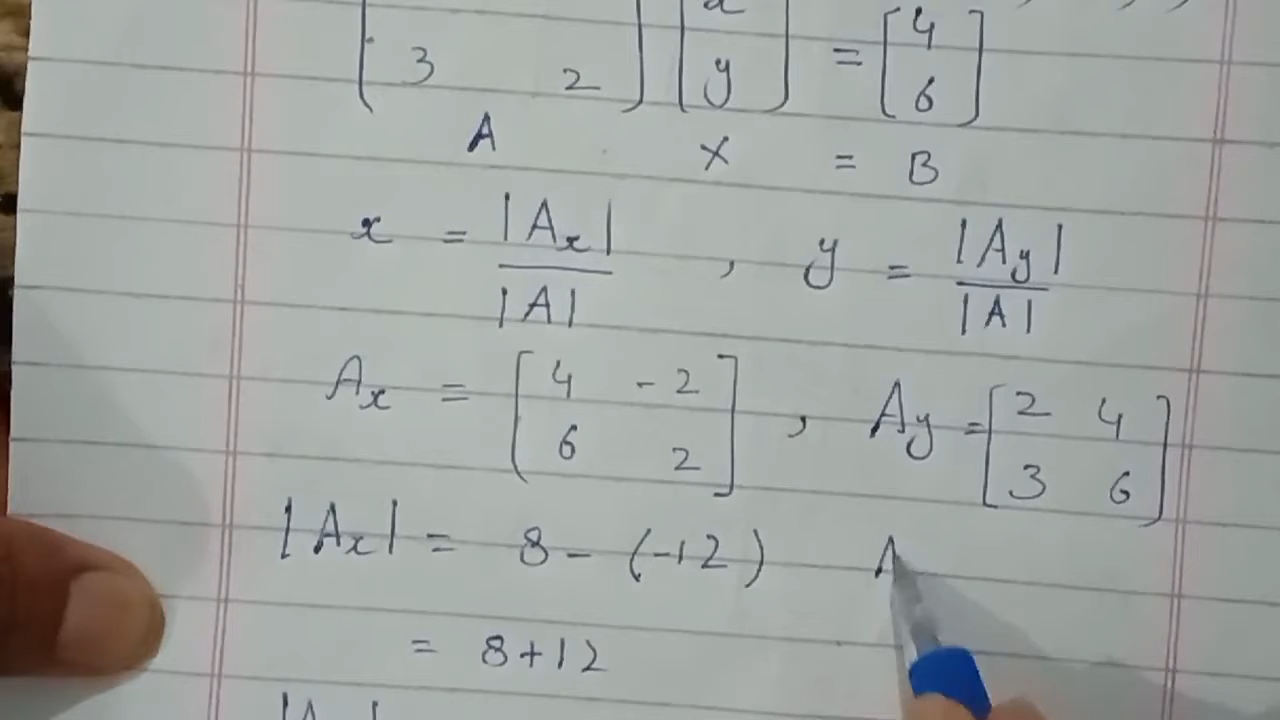 [3 2] [y] = [4 6]
A X = B
x = |Ax| / |A| , y = |Ay| / |A|
Ax = [4 -2 6 2] , Ay = [2 4 3 6]
|Ax| = 8 - (-12) A
= 8+12